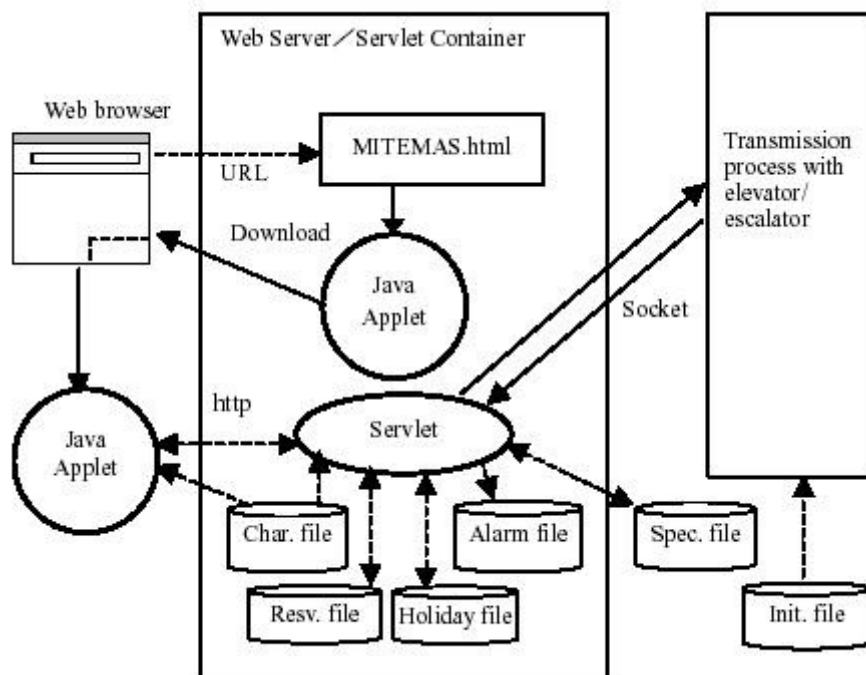 Web Server／Servlet Container
Web browser
MITEMAS.html
URL
Transmission
process with
elevator/
escalator
Download
Java
Applet
Socket
http
Servlet
Java
Applet
Char. file
Alarm file
Spec. file
Resv. file
Holiday file
Init. file